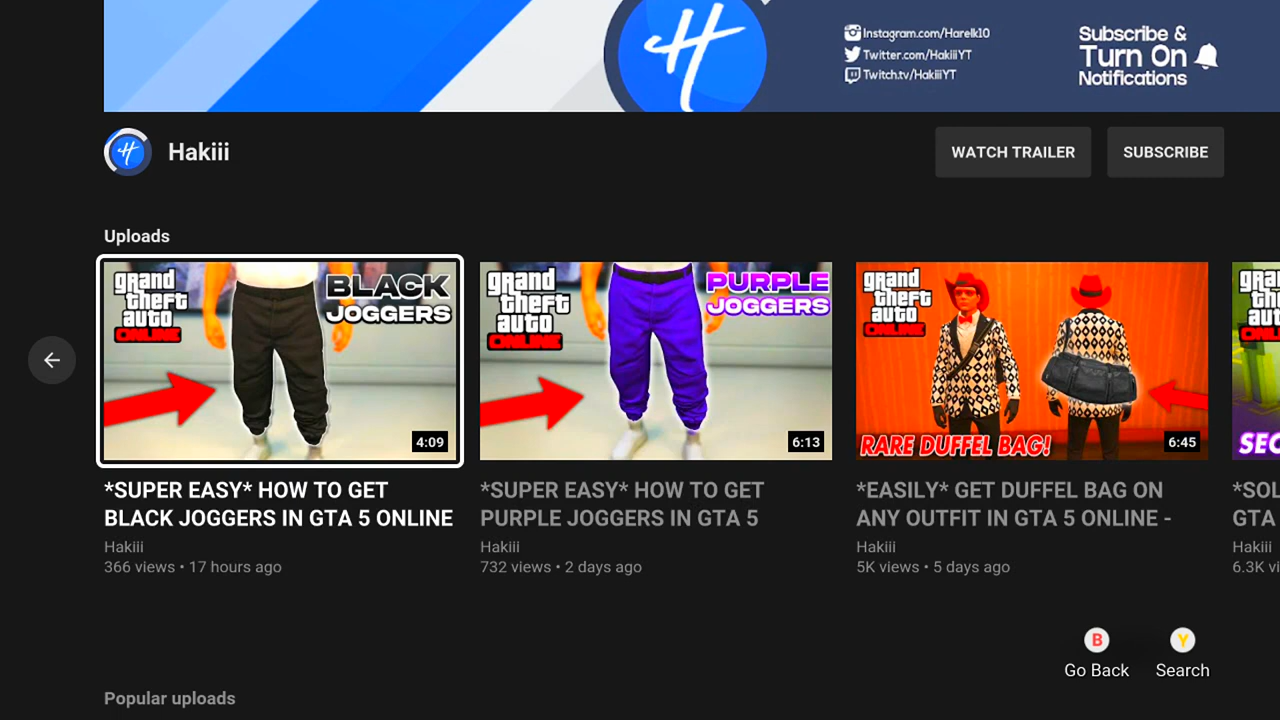 Instagram.com/Harelk10
Twitter.com/HakiiiYT
Twitch.tv/HakiiiYT
Subscribe &
Turn On
Notifications
Hakiii
WATCH TRAILER
SUBSCRIBE
Uploads
grand
theft
auto
ONLINE
BLACK
JOGGERS
4:09
grand
theft
auto
ONLINE
PURPLE
JOGGERS
6:13
grand
theft
auto
ONLINE
RARE DUFFEL BAG!
6:45
SEC
*SUPER EASY* HOW TO GET
BLACK JOGGERS IN GTA 5 ONLINE
Hakiii
366 views • 17 hours ago
*SUPER EASY* HOW TO GET
PURPLE JOGGERS IN GTA 5
Hakiii
732 views • 2 days ago
*EASILY* GET DUFFEL BAG ON
ANY OUTFIT IN GTA 5 ONLINE -
Hakiii
5K views • 5 days ago
*SOL
GTA
Hakiii
6.3K vi
B
Go Back
Y
Search
Popular uploads